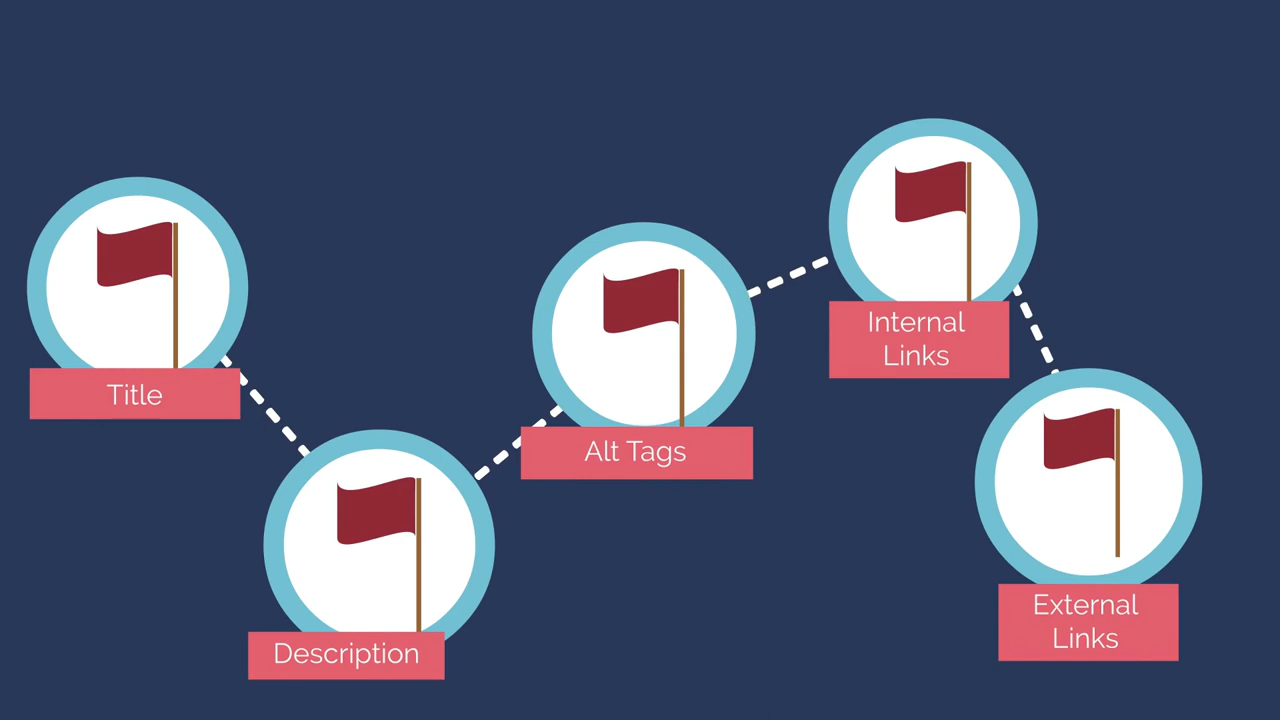 Title
Description
Alt Tags
Internal
Links
External
Links